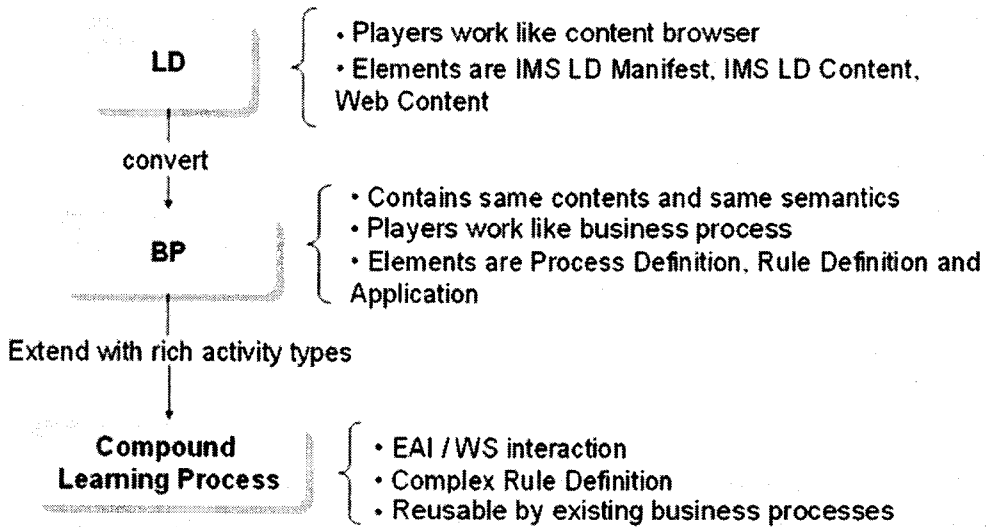 LD
• Players work like content browser
• Elements are IMS LD Manifest, IMS LD Content,
Web Content
convert
BP
• Contains same contents and same semantics
• Players work like business process
• Elements are Process Definition, Rule Definition and
Application
Extend with rich activity types
Compound
Learning Process
• EAI / WS interaction
• Complex Rule Definition
• Reusable by existing business processes